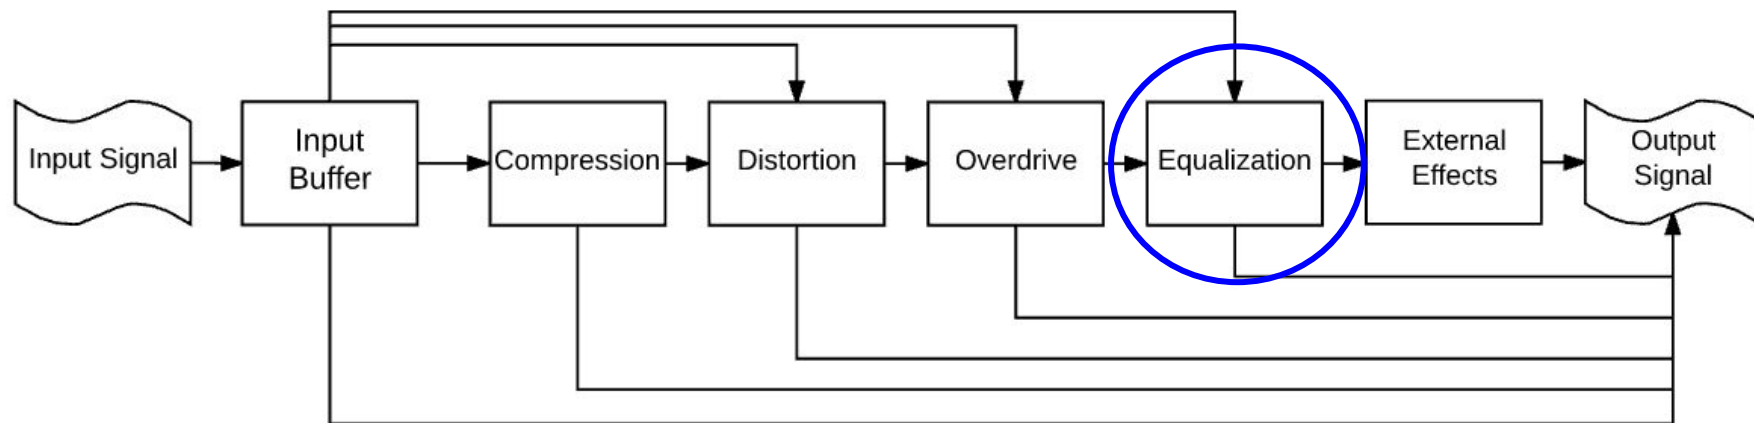 Input Signal
Input
Buffer
Compression
Distortion
Overdrive
Equalization
External
Effects
Output
Signal